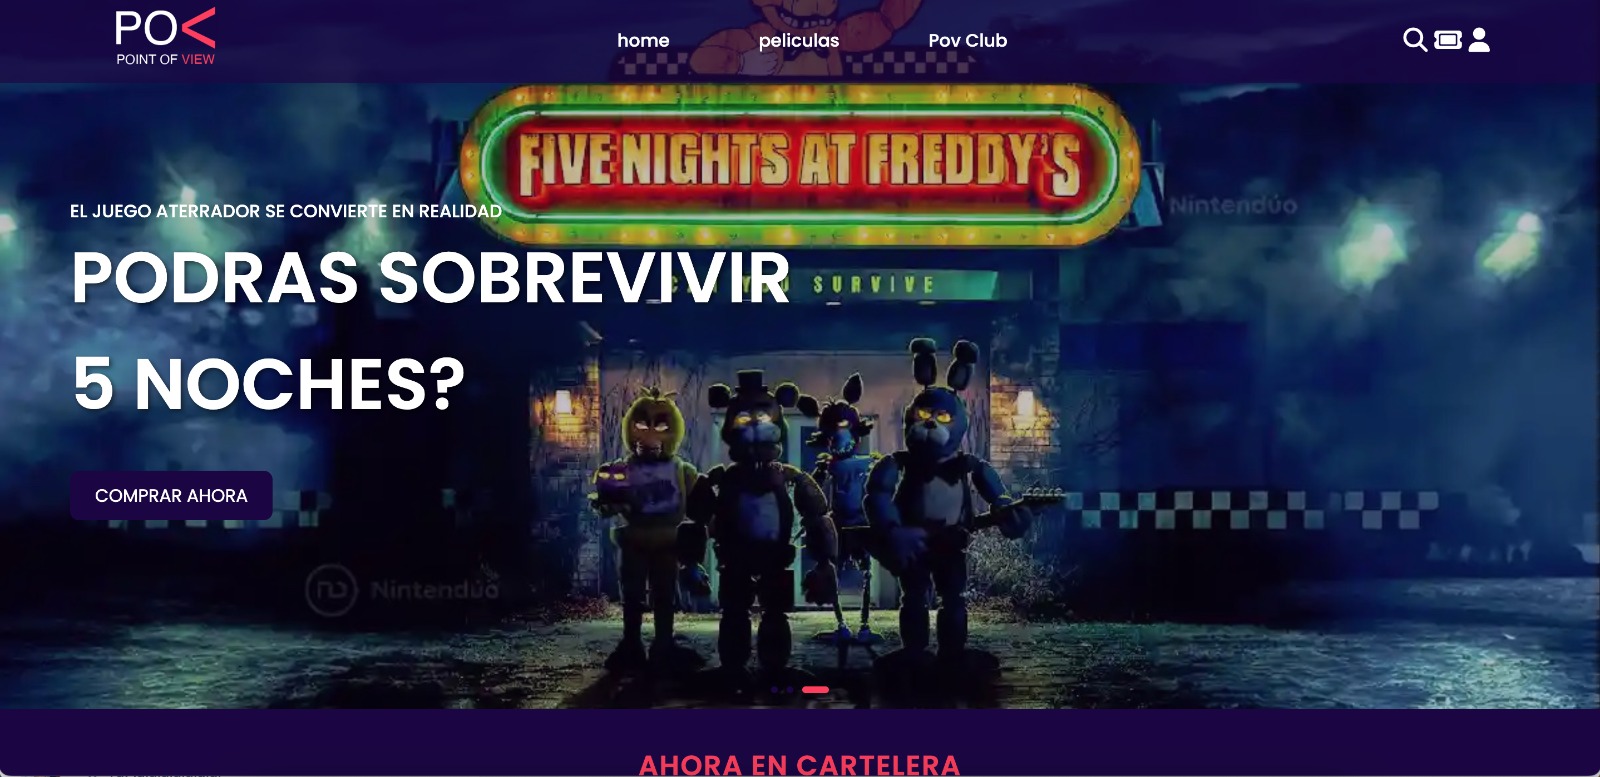 POV
POINT OF VIEW
home
peliculas
Pov Club
FIVE NIGHTS AT FREDDY'S
Nintendúo
EL JUEGO ATERRADOR SE CONVIERTE EN REALIDAD
PODRAS SOBREVIVIR
SURVIVE
5 NOCHES?
COMPRAR AHORA
Nintendúo
AHORA EN CARTELERA